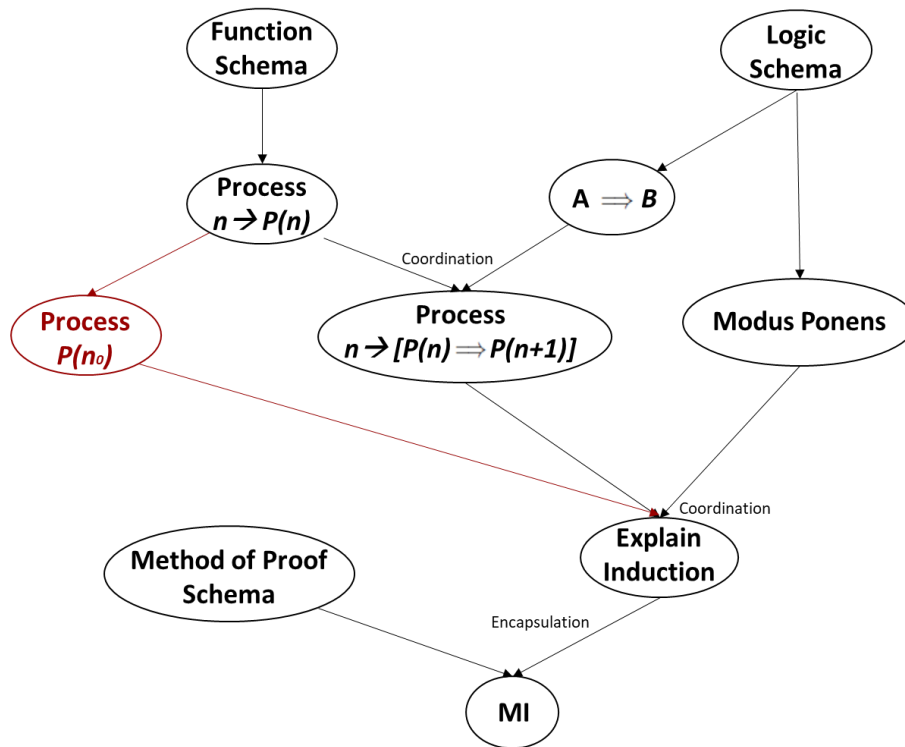 Function
Schema
Logic
Schema
Process
n → P(n)
A ⟹ B
Coordination
Process
P(n₀)
Process
n → [P(n) ⟹ P(n+1)]
Modus Ponens
Coordination
Explain
Induction
Method of Proof
Schema
Encapsulation
MI